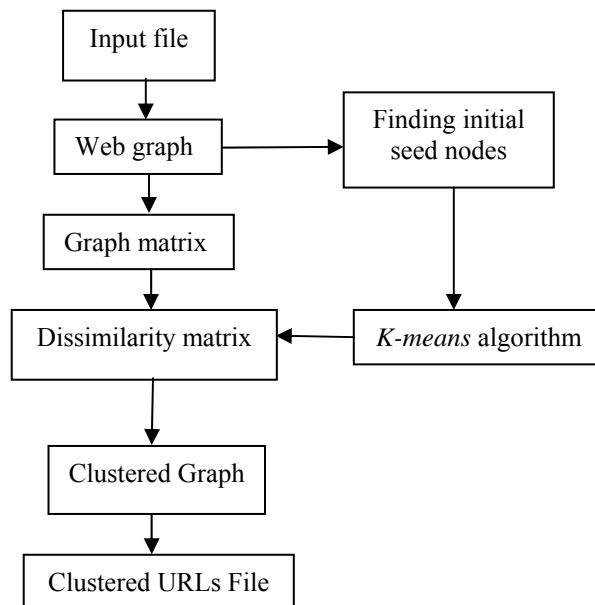 Input file
Web graph
Finding initial
seed nodes
Graph matrix
Dissimilarity matrix
K-means algorithm
Clustered Graph
Clustered URLs File